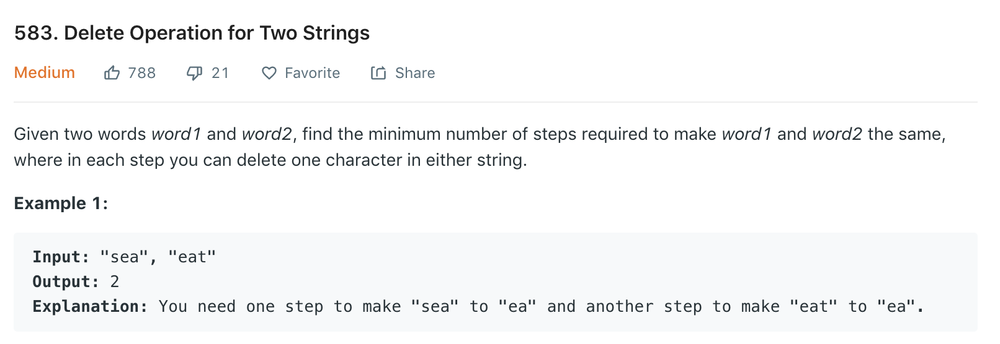 583. Delete Operation for Two Strings
Medium 788 21 Favorite Share
Given two words word1 and word2, find the minimum number of steps required to make word1 and word2 the same,
where in each step you can delete one character in either string.
Example 1:
Input: "sea", "eat"
Output: 2
Explanation: You need one step to make "sea" to "ea" and another step to make "eat" to "ea".